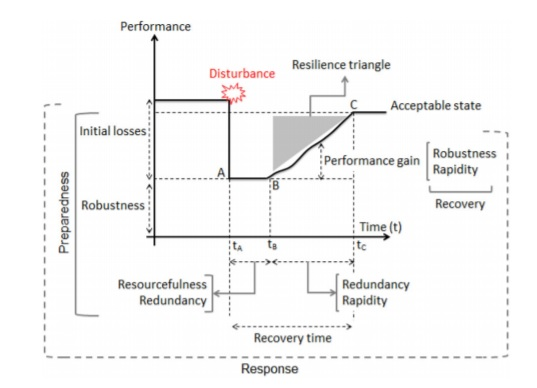 Performance
Disturbance
Resilience triangle
C
Acceptable state
Initial losses
A
B
Performance gain
Robustness
Rapidity
Recovery
Preparedness
Robustness
Time (t)
tA
tB
tC
Resourcefulness
Redundancy
Redundancy
Rapidity
Recovery time
Response